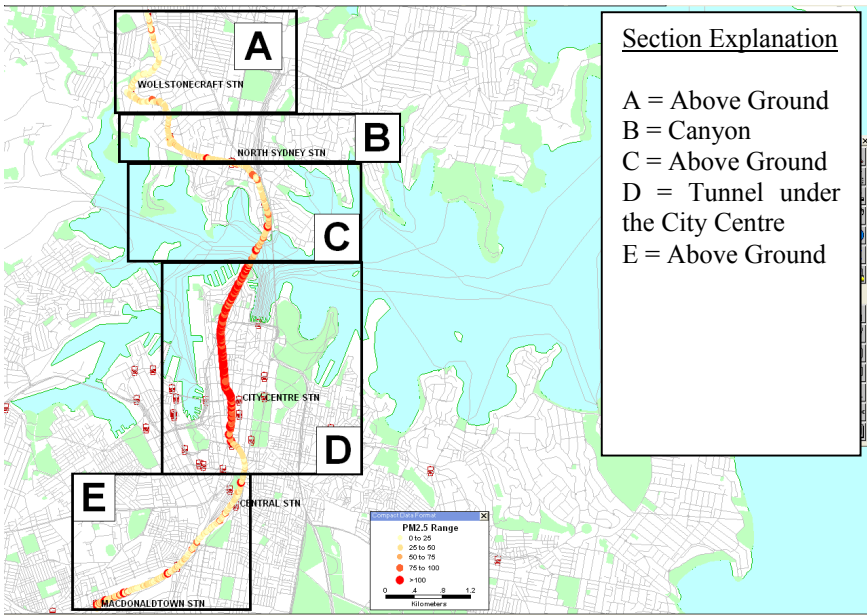 A
WOLLSTONECRAFT STN
B
NORTH SYDNEY STN
C
CITY CENTRE STN
D
E
CENTRAL STN
MACDONALDTOWN STN
Section Explanation
A = Above Ground
B = Canyon
C = Above Ground
D = Tunnel under
the City Centre
E = Above Ground
Compact Data Format
PM2.5 Range
0 to 25
25 to 50
50 to 75
75 to 100
>100
0 .4 .8 1.2
Kilometers